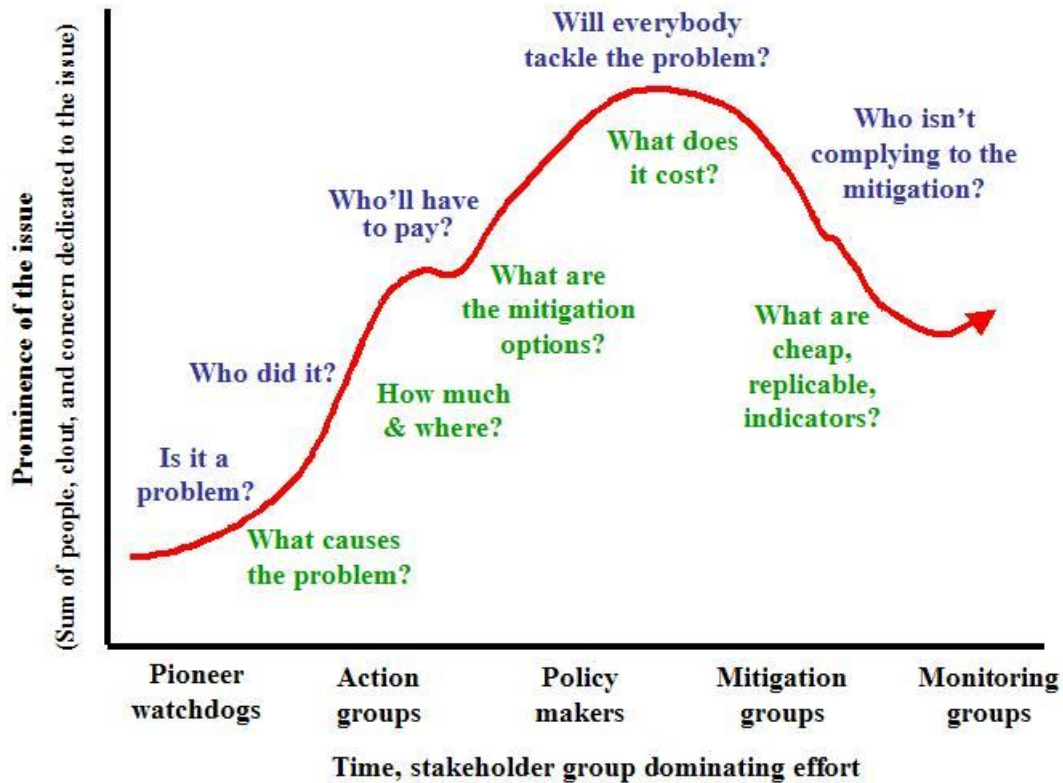 Prominence of the issue
(Sum of people, clout, and concern dedicated to the issue)
Will everybody
tackle the problem?
What does
it cost?
Who isn't
complying to the
mitigation?
Who'll have
to pay?
What are
the mitigation
options?
What are
cheap,
replicable,
indicators?
Who did it?
How much
& where?
Is it a
problem?
What causes
the problem?
Pioneer
watchdogs
Action
groups
Policy
makers
Mitigation
groups
Monitoring
groups
Time, stakeholder group dominating effort